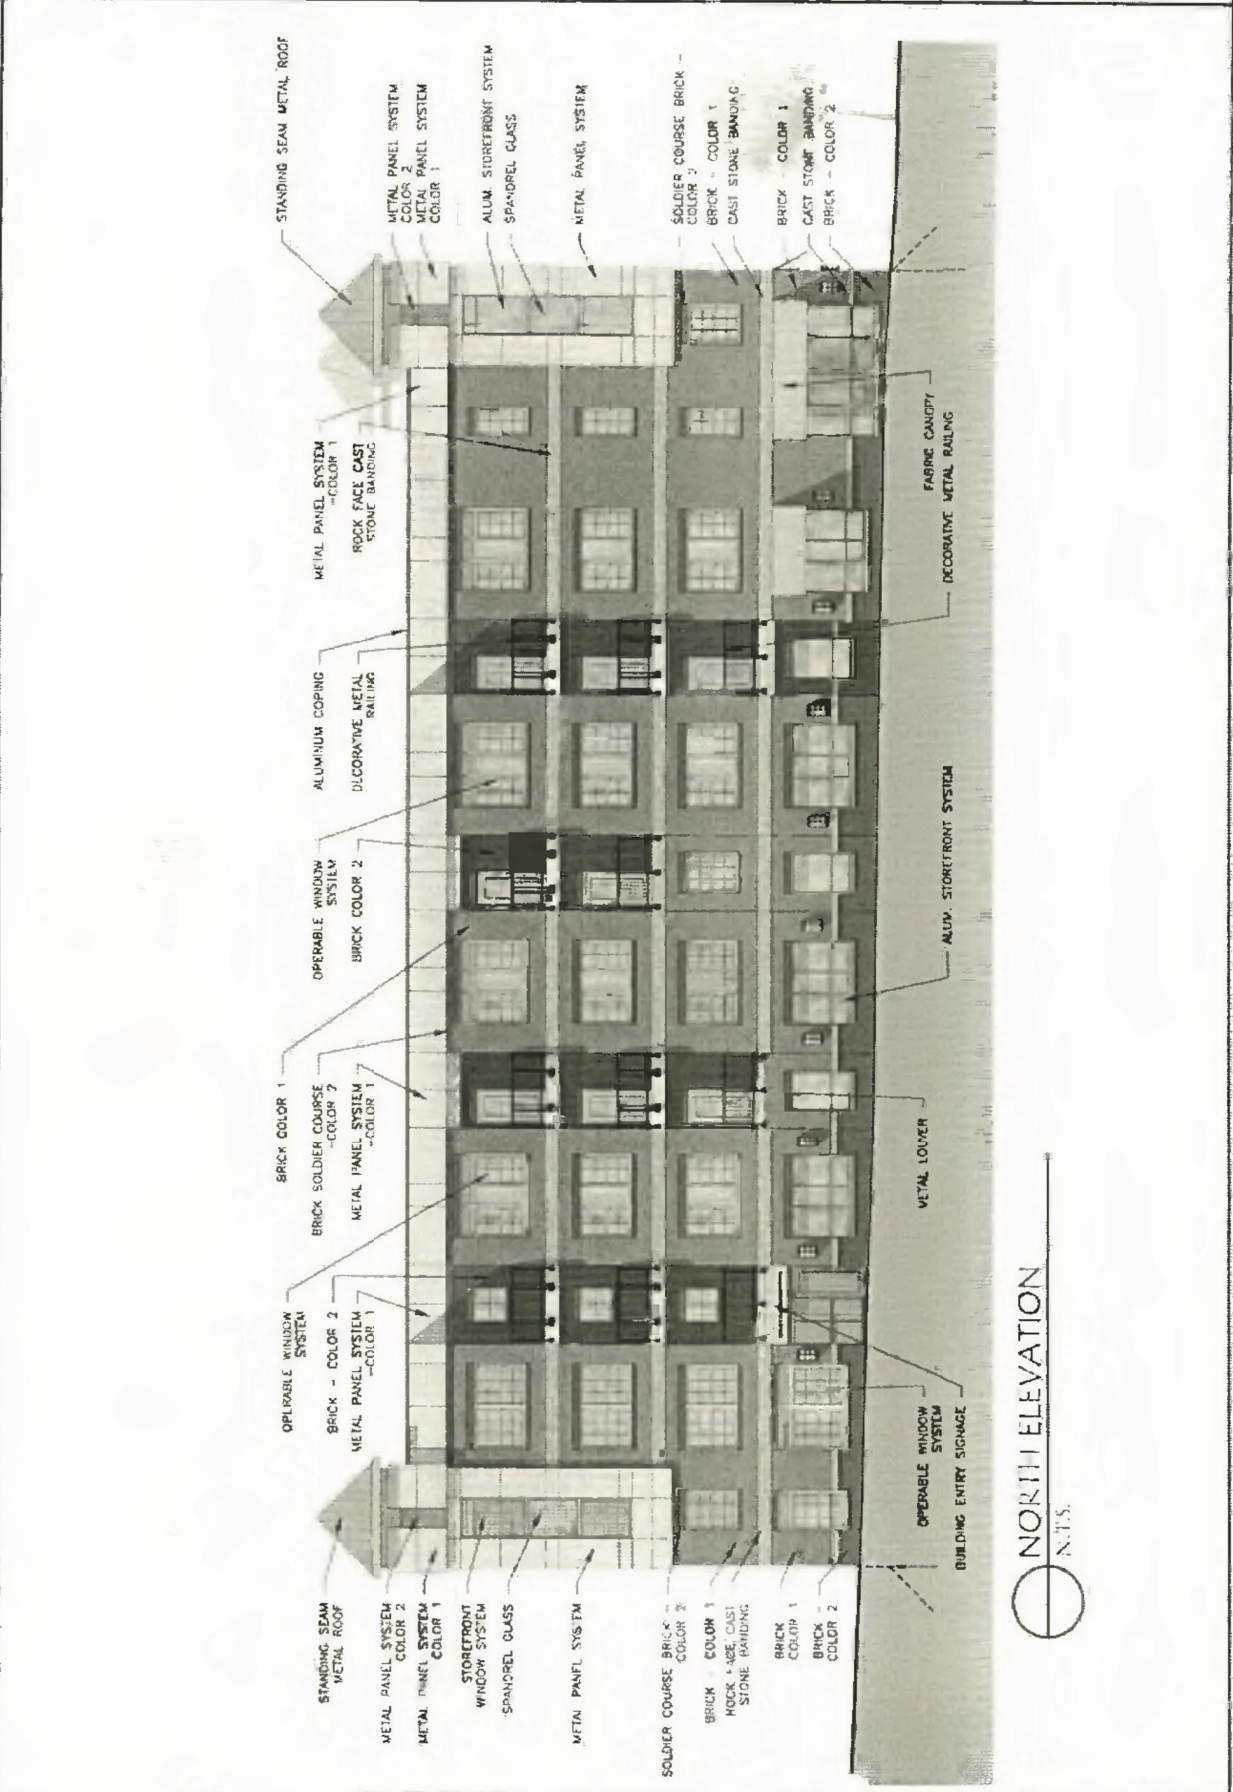 STANDING SEAM
METAL ROOF
METAL PANEL SYSTEM
COLOR 2
METAL PANEL SYSTEM
COLOR 1
STOREFRONT
WINDOW SYSTEM
SPANDREL GLASS
METAL PANEL SYSTEM
SOLDIER COURSE BRICK -
COLOR 2
BRICK - COLOR 1
ROCK FACE CAST
STONE BANDING
BRICK
COLOR 1
BRICK -
COLOR 2
OPERABLE WINDOW
SYSTEM
BRICK - COLOR 2
METAL PANEL SYSTEM
-COLOR 1
BRICK COLOR 1
BRICK SOLDIER COURSE
-COLOR 2
METAL PANEL SYSTEM
-COLOR 1
OPERABLE WINDOW
SYSTEM
BRICK COLOR 2
ALUMINUM COPING
DECORATIVE METAL
RAILING
METAL PANEL SYSTEM
-COLOR 1
ROCK FACE CAST
STONE BANDING
STANDING SEAM METAL ROOF
METAL PANEL SYSTEM
COLOR 2
METAL PANEL SYSTEM
COLOR 1
ALUM. STOREFRONT SYSTEM
SPANDREL GLASS
METAL PANEL SYSTEM
SOLDIER COURSE BRICK -
COLOR
BRICK - COLOR 1
CAST STONE BANDING
BRICK - COLOR 1
CAST STONE BANDING
BRICK - COLOR 2
OPERABLE WINDOW
SYSTEM
BUILDING ENTRY SIGNAGE
METAL LOUVER
ALUM. STOREFRONT SYSTEM
FABRIC CANOPY
DECORATIVE METAL RAILING
NORTH ELEVATION
N.T.S.